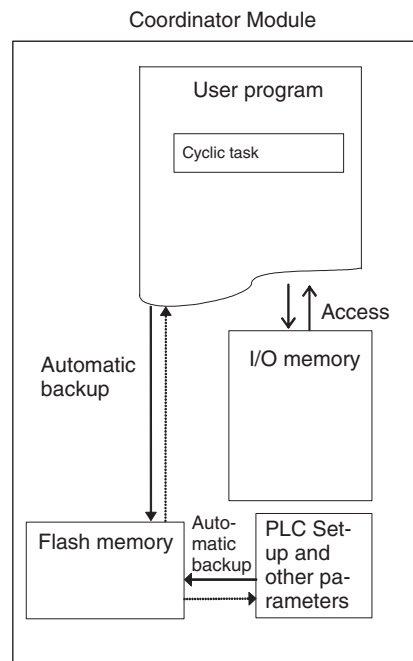 Coordinator Module
User program
Cyclic task
Access
I/O memory
Automatic
backup
Flash memory
Auto-
matic
backup
PLC Set-
up and
other pa-
rameters